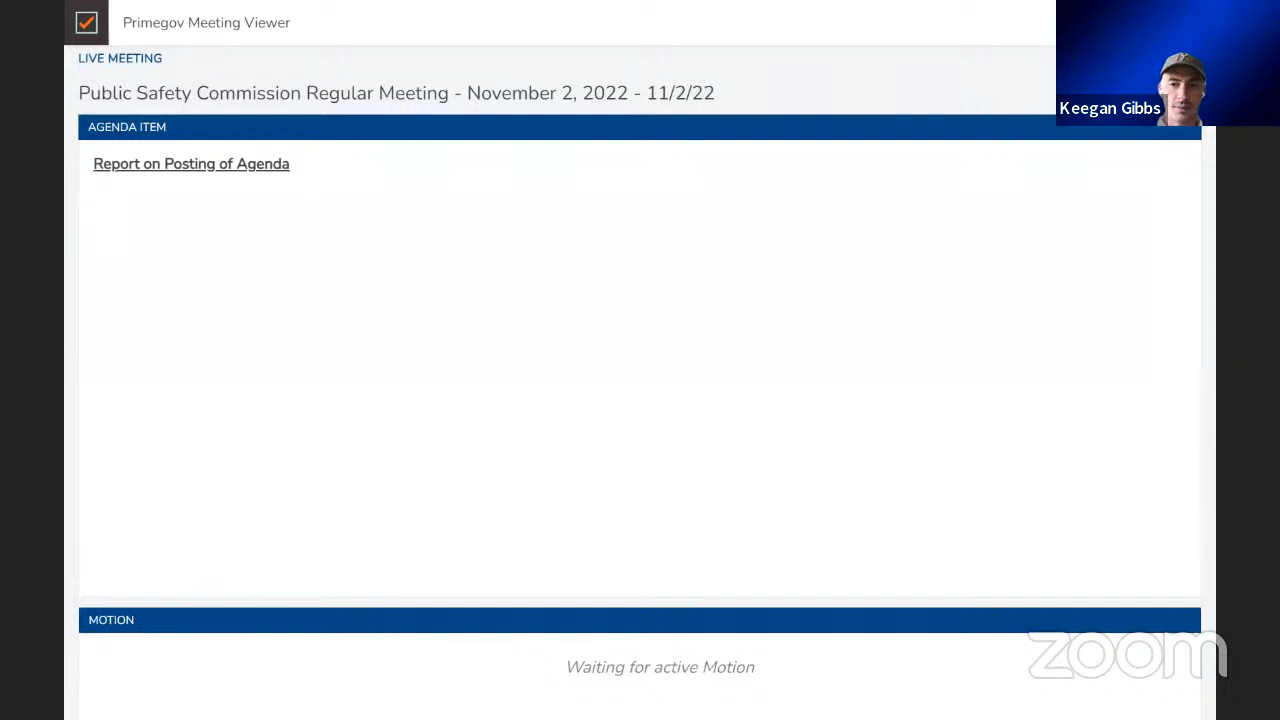 Primegov Meeting Viewer
LIVE MEETING
Public Safety Commission Regular Meeting - November 2, 2022 - 11/2/22
Keegan Gibbs
AGENDA ITEM
Report on Posting of Agenda
MOTION
Waiting for active Motion
zoom